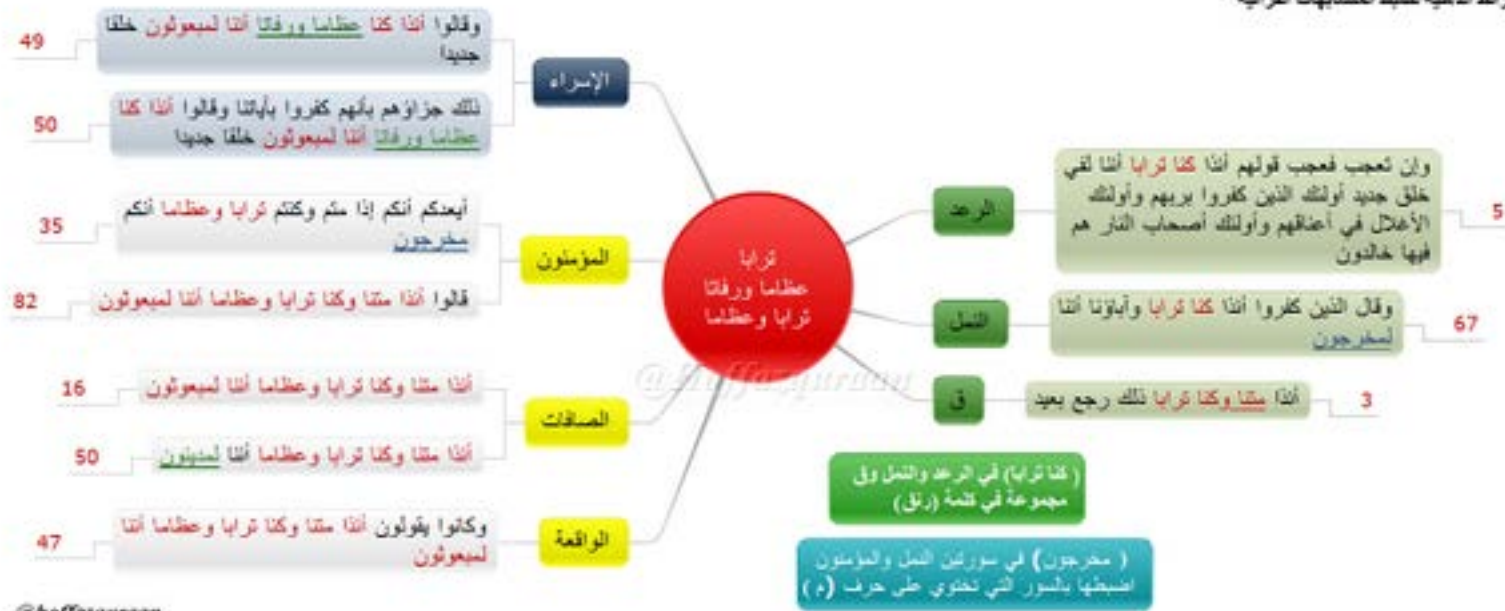 وقالوا أئذا كنا عظاما ورفاتا أئنا لمبعوثون خلقا
جديدا
49
ذلك جزاؤهم بأنهم كفروا بآياتنا وقالوا أئذا كنا
عظاما ورفاتا أئنا لمبعوثون خلقا جديدا
50
الإسراء
أيعدكم أنكم إذا متم وكنتم ترابا وعظاما أنكم
مخرجون
35
قالوا أئذا متنا وكنا ترابا وعظاما أئنا لمبعوثون
82
المؤمنون
أئذا متنا وكنا ترابا وعظاما أئنا لمبعوثون
16
أئذا متنا وكنا ترابا وعظاما أئنا لمدينون
50
الصافات
وكانوا يقولون أئذا متنا وكنا ترابا وعظاما أئنا
لمبعوثون
47
الواقعة
ترابا
عظاما ورفاتا
ترابا وعظاما
الرعد
وإن تعجب فعجب قولهم أئذا كنا ترابا أئنا لفي
خلق جديد أولئك الذين كفروا بربهم وأولئك
الأغلال في أعناقهم وأولئك أصحاب النار هم
فيها خالدون
5
النمل
وقال الذين كفروا أئذا كنا ترابا وآباؤنا أئنا
لمخرجون
67
ق
أئذا متنا وكنا ترابا ذلك رجع بعيد
3
( كنا ترابا) في الرعد والنمل وق
مجموعة في كلمة (رنق)
( مخرجون) في سورتين النمل والمؤمنون
اضبطها بالسور التي تحتوي على حرف (م )
@Haffazquraan